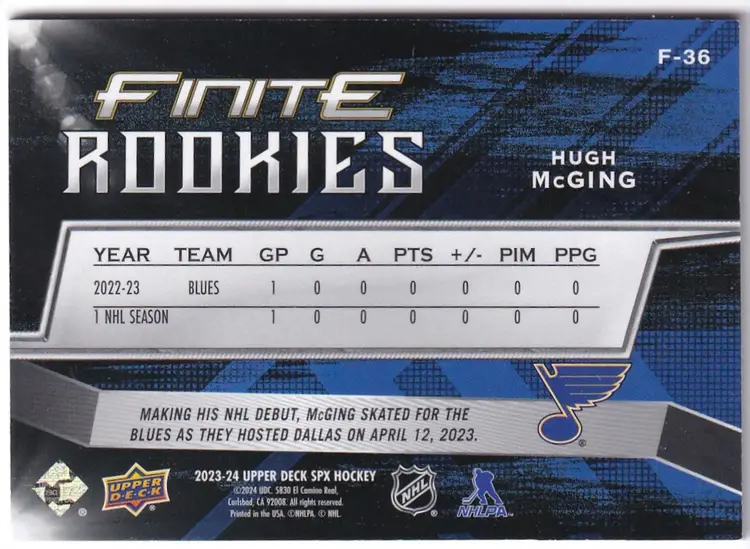 F-36
FINITE
ROOKIES
HUGH
McGING
YEAR TEAM GP G A PTS +/- PIM PPG
2022-23 BLUES 1 0 0 0 0 0 0
1 NHL SEASON 1 0 0 0 0 0 0
MAKING HIS NHL DEBUT, McGING SKATED FOR THE
BLUES AS THEY HOSTED DALLAS ON APRIL 12, 2023.
®
UPPER
DECK
2023-24 UPPER DECK SPX HOCKEY
©2024 UDC. 5830 El Camino Real,
Carlsbad, CA 92008. All rights reserved.
Printed in the USA. ©NHLPA. © NHL.
NHL
NHLPA